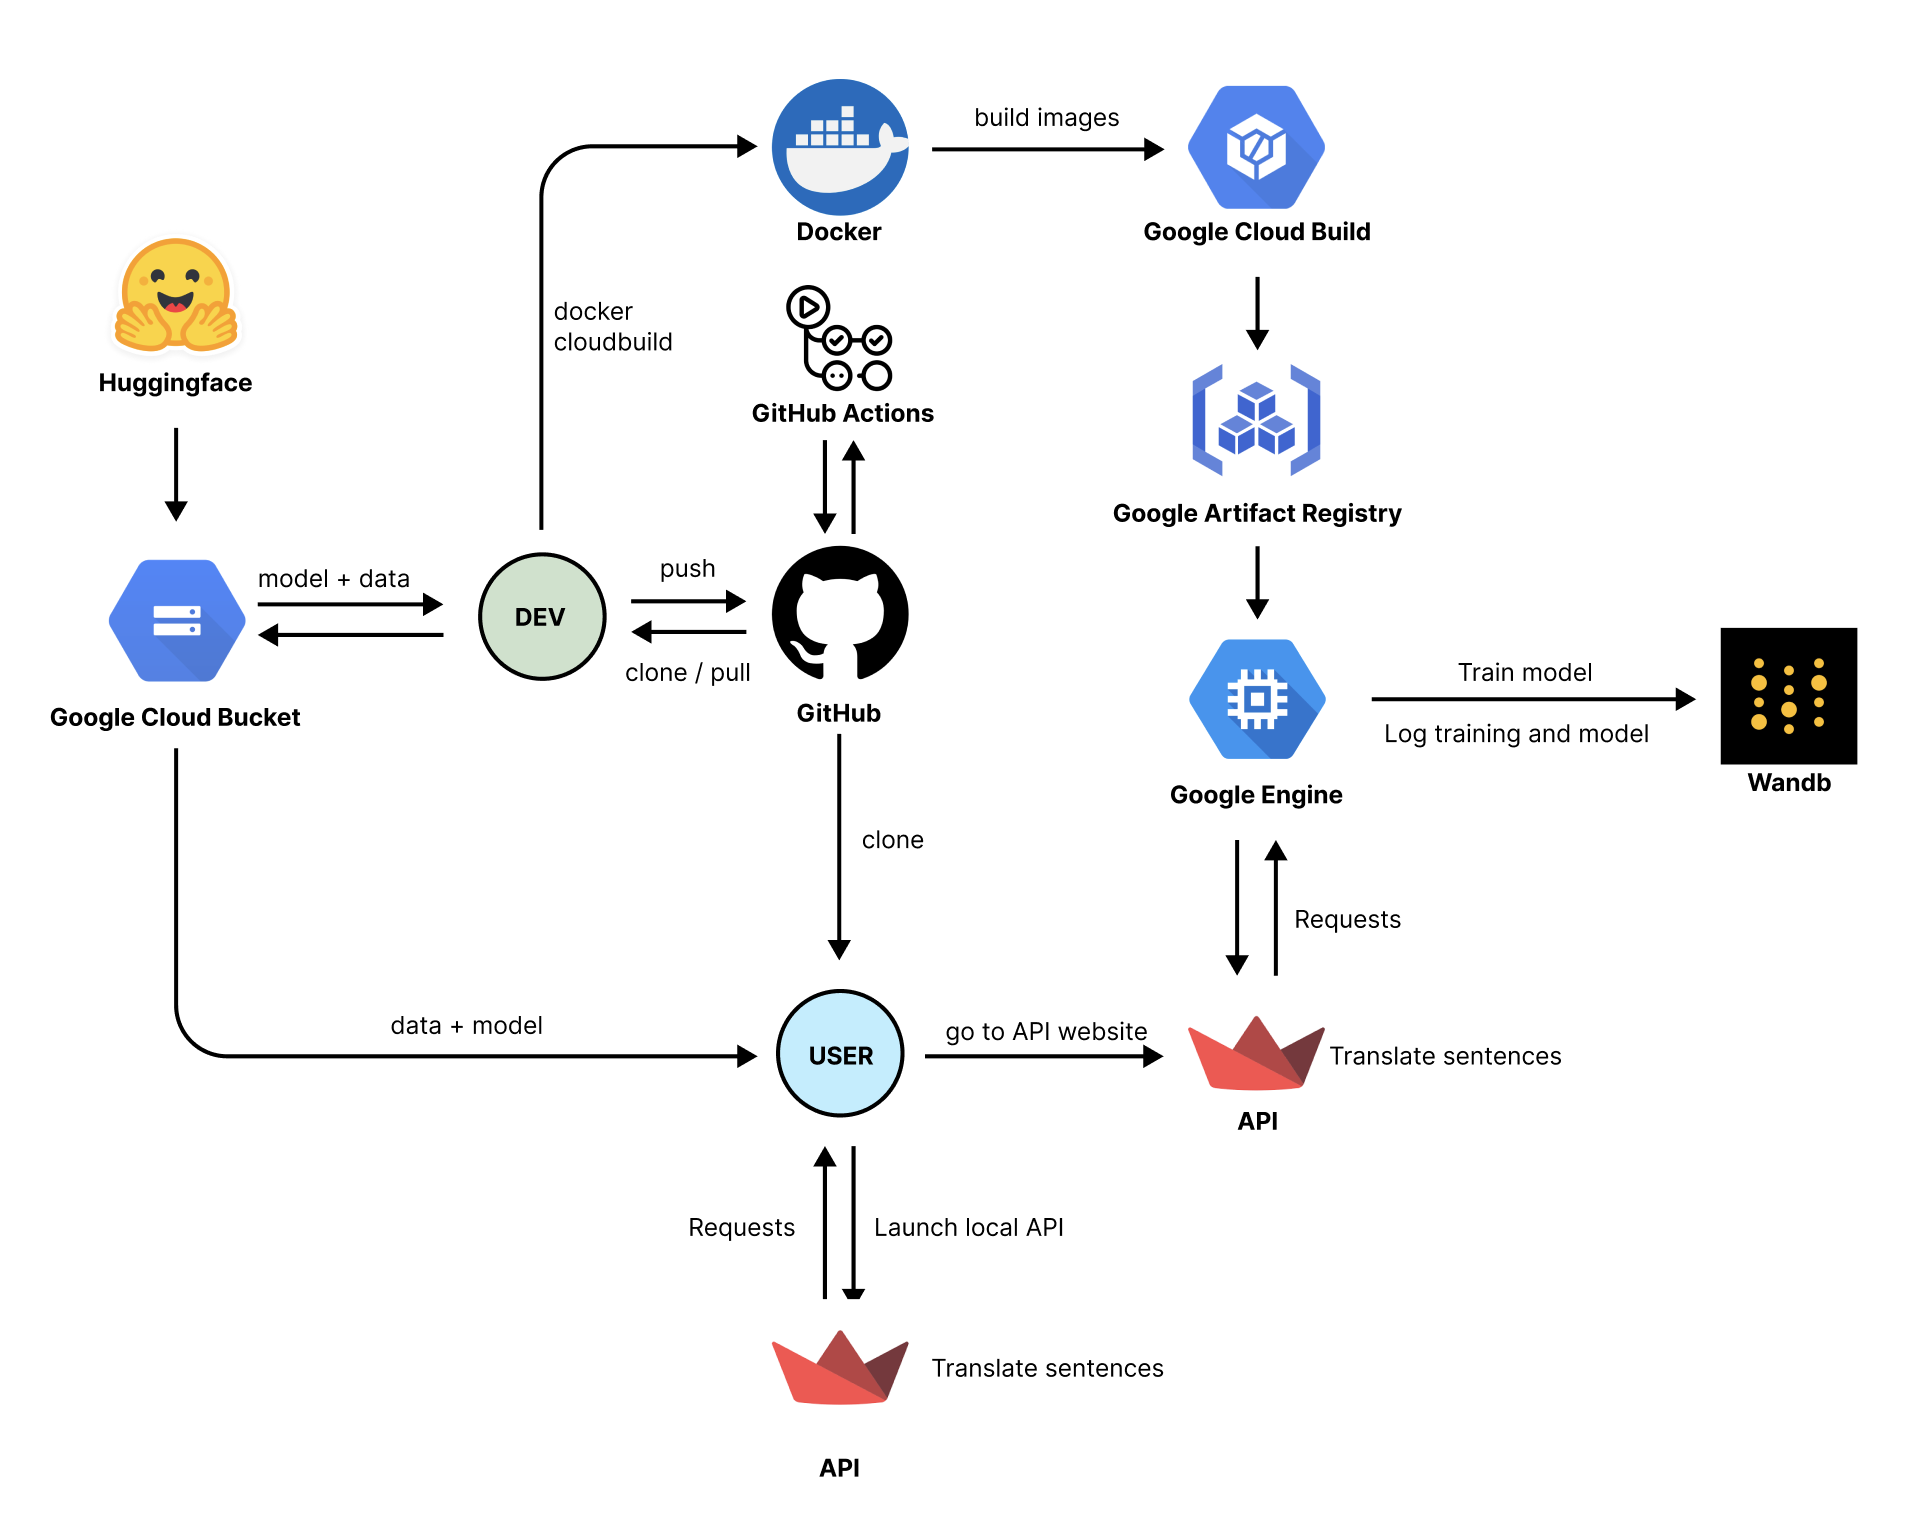 build images
Docker
Google Cloud Build
docker
cloudbuild
Huggingface
GitHub Actions
Google Artifact Registry
model + data
push
DEV
clone / pull
Google Cloud Bucket
GitHub
Train model
Log training and model
Google Engine
Wandb
clone
Requests
data + model
USER
go to API website
Translate sentences
API
Requests
Launch local API
Translate sentences
API